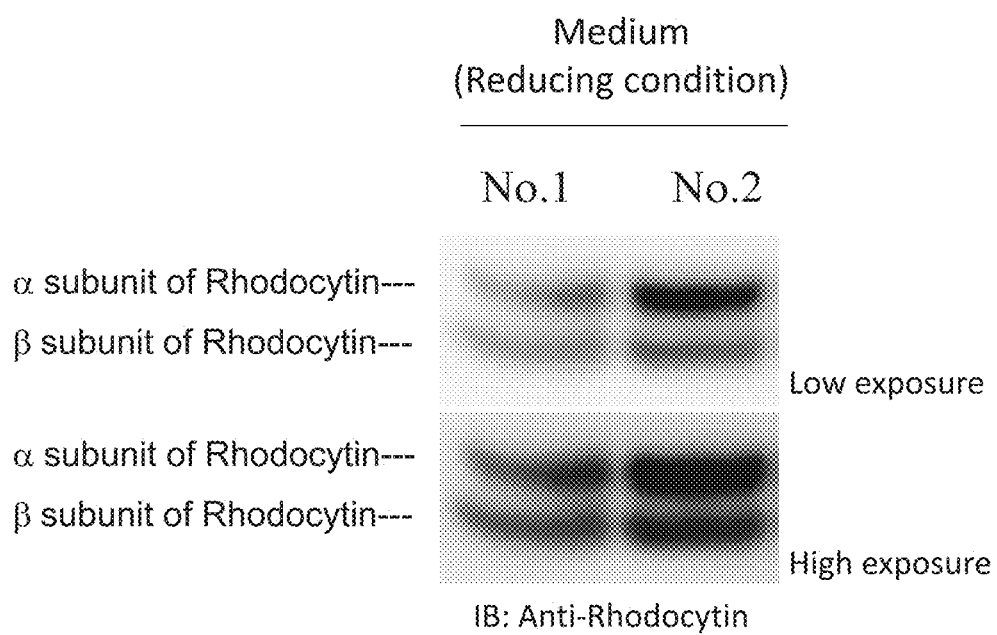 Medium
(Reducing condition)
No.1 No.2
α subunit of Rhodocytin---
β subunit of Rhodocytin---
Low exposure
α subunit of Rhodocytin---
β subunit of Rhodocytin---
High exposure
IB: Anti-Rhodocytin